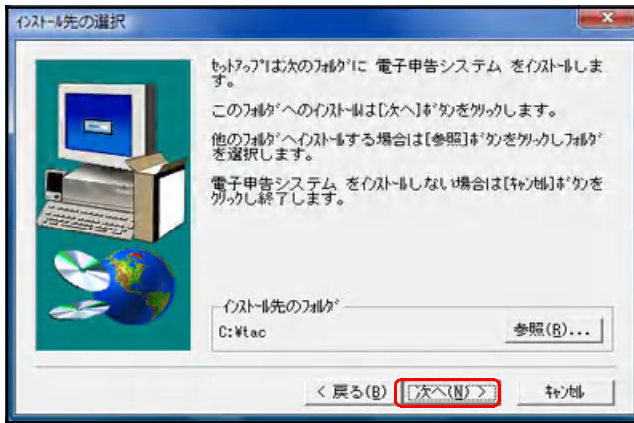 ｲﾝｽﾄｰﾙ先の選択
ｾｯﾄｱｯﾌﾟは次のﾌｫﾙﾀﾞに 電子申告システム をｲﾝｽﾄｰﾙしま
す。
このﾌｫﾙﾀﾞへのｲﾝｽﾄｰﾙは[次へ]ﾎﾞﾀﾝをｸﾘｯｸします。
他のﾌｫﾙﾀﾞへｲﾝｽﾄｰﾙする場合は[参照]ﾎﾞﾀﾝをｸﾘｯｸしﾌｫﾙﾀﾞ
を選択します。
電子申告システム をｲﾝｽﾄｰﾙしない場合は[ｷｬﾝｾﾙ]ﾎﾞﾀﾝを
ｸﾘｯｸし終了します。
ｲﾝｽﾄｰﾙ先のﾌｫﾙﾀﾞ
C:¥tac
参照(R)...
< 戻る(B)
次へ(N) >
ｷｬﾝｾﾙ